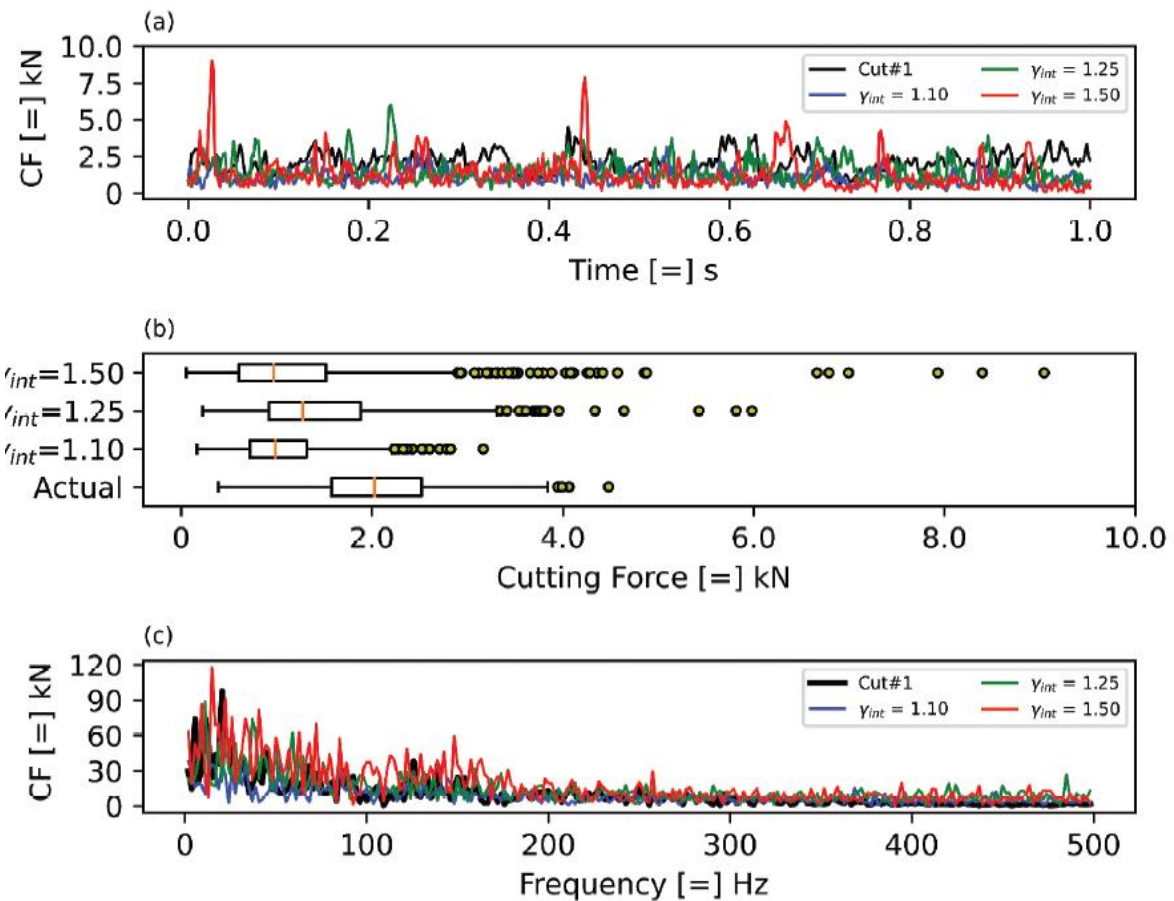 (a)
CF [=] kN
10.0
7.5
5.0
2.5
0
Cut#1
γint = 1.10
γint = 1.25
γint = 1.50
0.0 0.2 0.4 0.6 0.8 1.0
Time [=] s
(b)
γint=1.50
γint=1.25
γint=1.10
Actual
0 2.0 4.0 6.0 8.0 10.0
Cutting Force [=] kN
(c)
CF [=] kN
120
90
60
30
0
Cut#1
γint = 1.10
γint = 1.25
γint = 1.50
0 100 200 300 400 500
Frequency [=] Hz